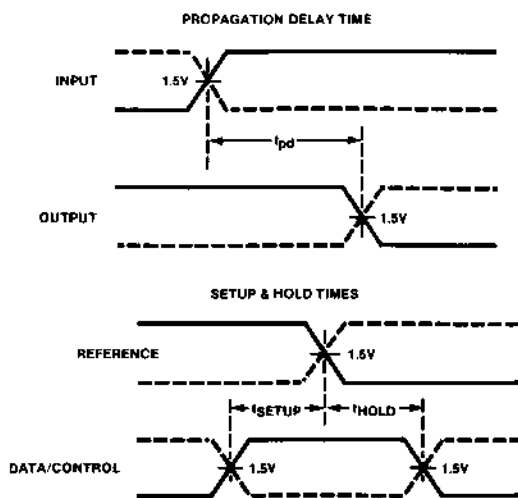 PROPAGATION DELAY TIME
INPUT
1.5V
tpd
OUTPUT
1.5V
SETUP & HOLD TIMES
REFERENCE
1.5V
tSETUP
tHOLD
DATA/CONTROL
1.5V
1.5V